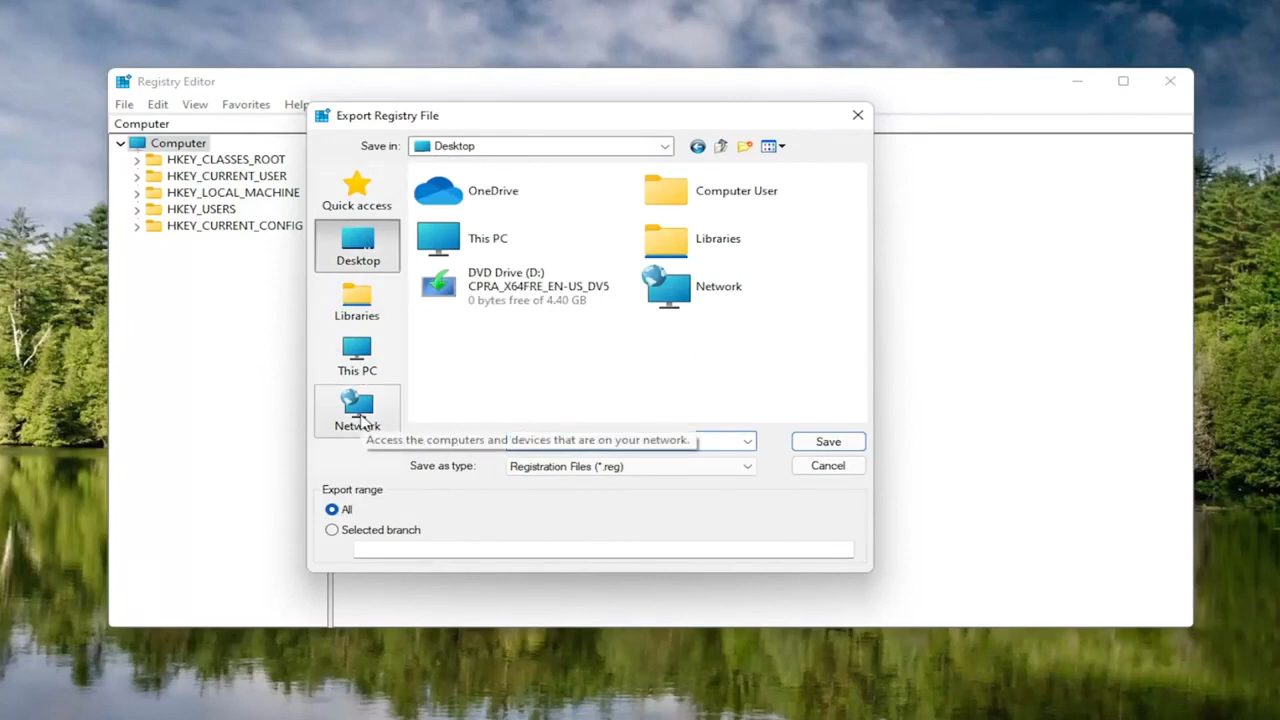 Registry Editor
File Edit View Favorites Help
Computer
Computer
HKEY_CLASSES_ROOT
HKEY_CURRENT_USER
HKEY_LOCAL_MACHINE
HKEY_USERS
HKEY_CURRENT_CONFIG
Export Registry File
Save in: Desktop
Quick access
Desktop
Libraries
This PC
Network
OneDrive
Computer User
This PC
Libraries
DVD Drive (D:)
CPRA_X64FRE_EN-US_DV5
0 bytes free of 4.40 GB
Network
Access the computers and devices that are on your network.
Save
Save as type: Registration Files (*.reg)
Cancel
Export range
All
Selected branch